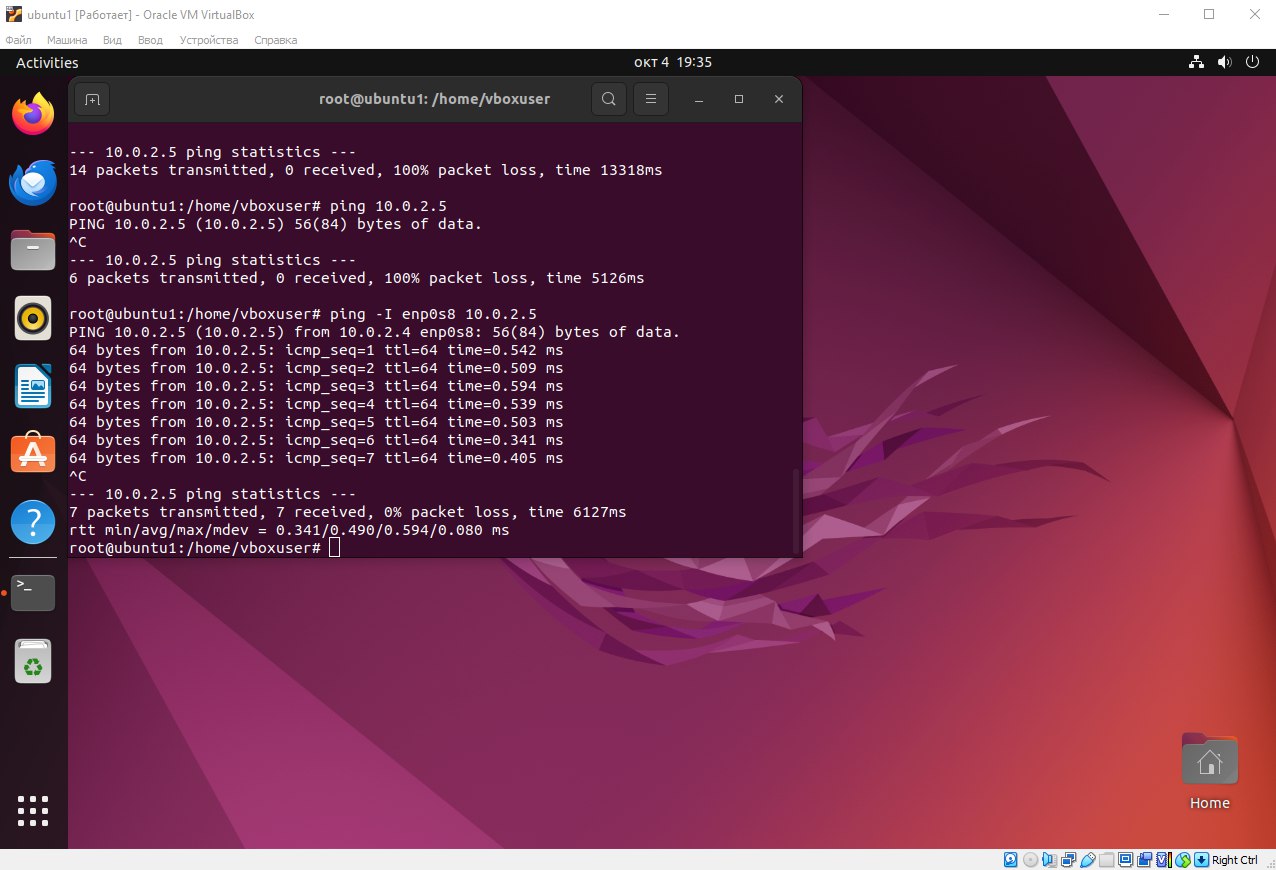 ubuntu1 [Работает] - Oracle VM VirtualBox
Файл Машина Вид Ввод Устройства Справка
Activities
окт 4 19:35
root@ubuntu1: /home/vboxuser
--- 10.0.2.5 ping statistics ---
14 packets transmitted, 0 received, 100% packet loss, time 13318ms
root@ubuntu1:/home/vboxuser# ping 10.0.2.5
PING 10.0.2.5 (10.0.2.5) 56(84) bytes of data.
^C
--- 10.0.2.5 ping statistics ---
6 packets transmitted, 0 received, 100% packet loss, time 5126ms
root@ubuntu1:/home/vboxuser# ping -I enp0s8 10.0.2.5
PING 10.0.2.5 (10.0.2.5) from 10.0.2.4 enp0s8: 56(84) bytes of data.
64 bytes from 10.0.2.5: icmp_seq=1 ttl=64 time=0.542 ms
64 bytes from 10.0.2.5: icmp_seq=2 ttl=64 time=0.509 ms
64 bytes from 10.0.2.5: icmp_seq=3 ttl=64 time=0.594 ms
64 bytes from 10.0.2.5: icmp_seq=4 ttl=64 time=0.539 ms
64 bytes from 10.0.2.5: icmp_seq=5 ttl=64 time=0.503 ms
64 bytes from 10.0.2.5: icmp_seq=6 ttl=64 time=0.341 ms
64 bytes from 10.0.2.5: icmp_seq=7 ttl=64 time=0.405 ms
^C
--- 10.0.2.5 ping statistics ---
7 packets transmitted, 7 received, 0% packet loss, time 6127ms
rtt min/avg/max/mdev = 0.341/0.490/0.594/0.080 ms
root@ubuntu1:/home/vboxuser#
Home
Right Ctrl